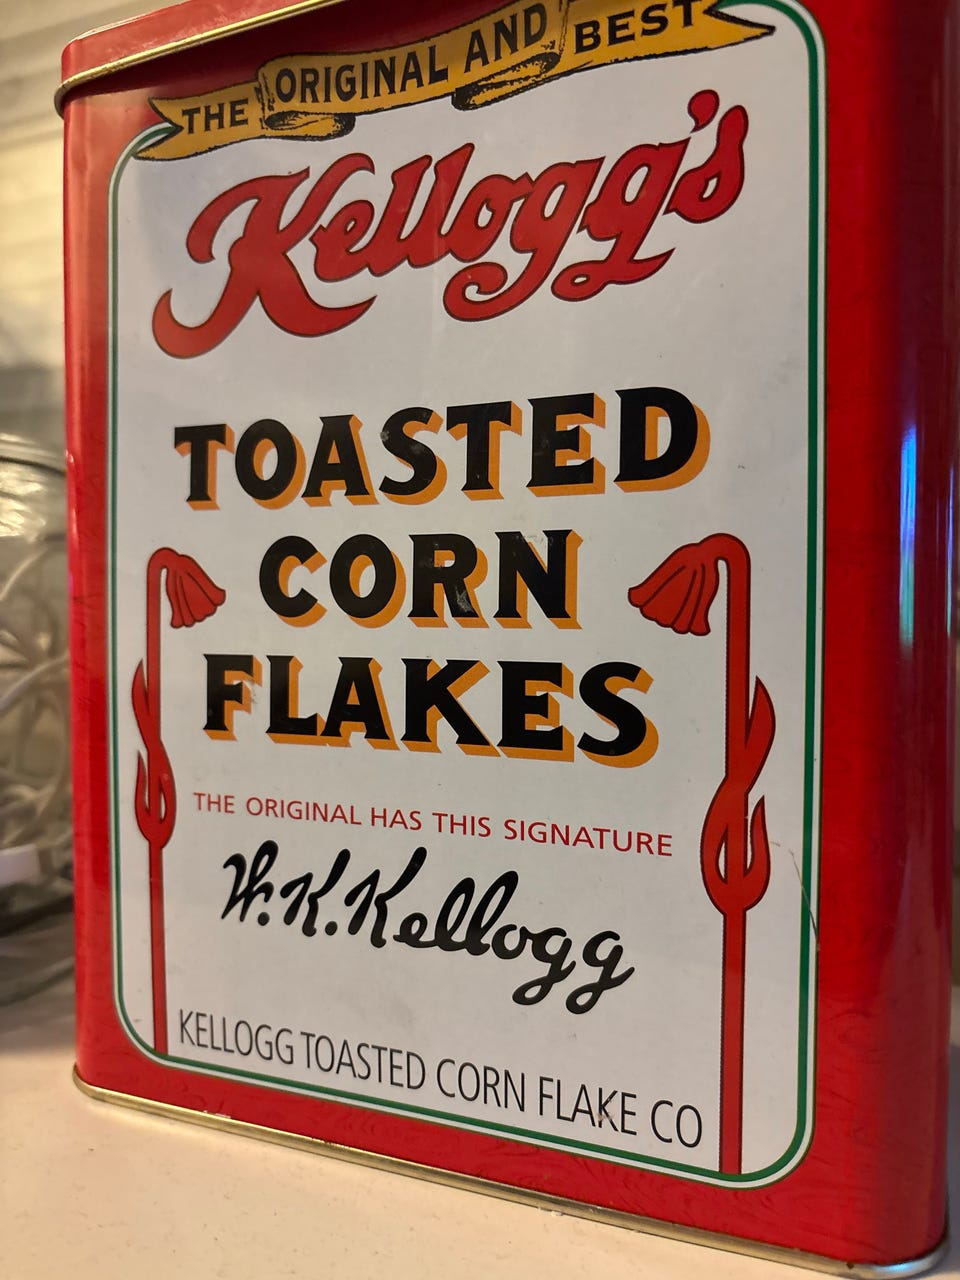 THE ORIGINAL AND BEST
Kellogg's
TOASTED
CORN
FLAKES
THE ORIGINAL HAS THIS SIGNATURE
W.K.Kellogg
KELLOGG TOASTED CORN FLAKE CO